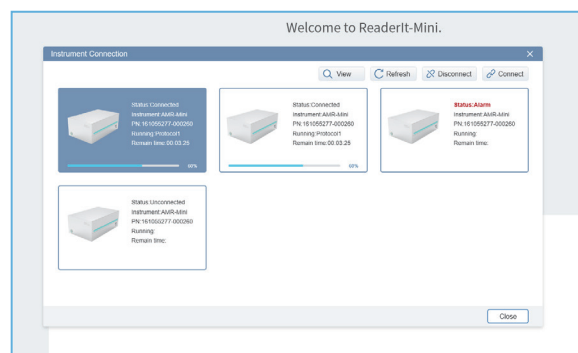 Welcome to ReaderIt-Mini.
Instrument Connection
View Refresh Disconnect Connect
Status:Connected
Instrument:AMR-Mini
PN:161055277-000260
Running:Protocol1
Remain time:00.03.25
60%
Status:Connected
Instrument:AMR-Mini
PN:161055277-000260
Running:Protocol1
Remain time:00.03.25
60%
Status:Alarm
Instrument:AMR-Mini
PN:161055277-000260
Running:
Remain time:
Status:Unconnected
Instrument:AMR-Mini
PN:161055277-000260
Running:
Remain time:
Close